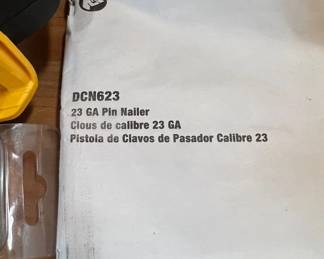 DCN623
23 GA Pin Nailer
Clous de calibre 23 GA
Pistola de Clavos de Pasador Calibre 23